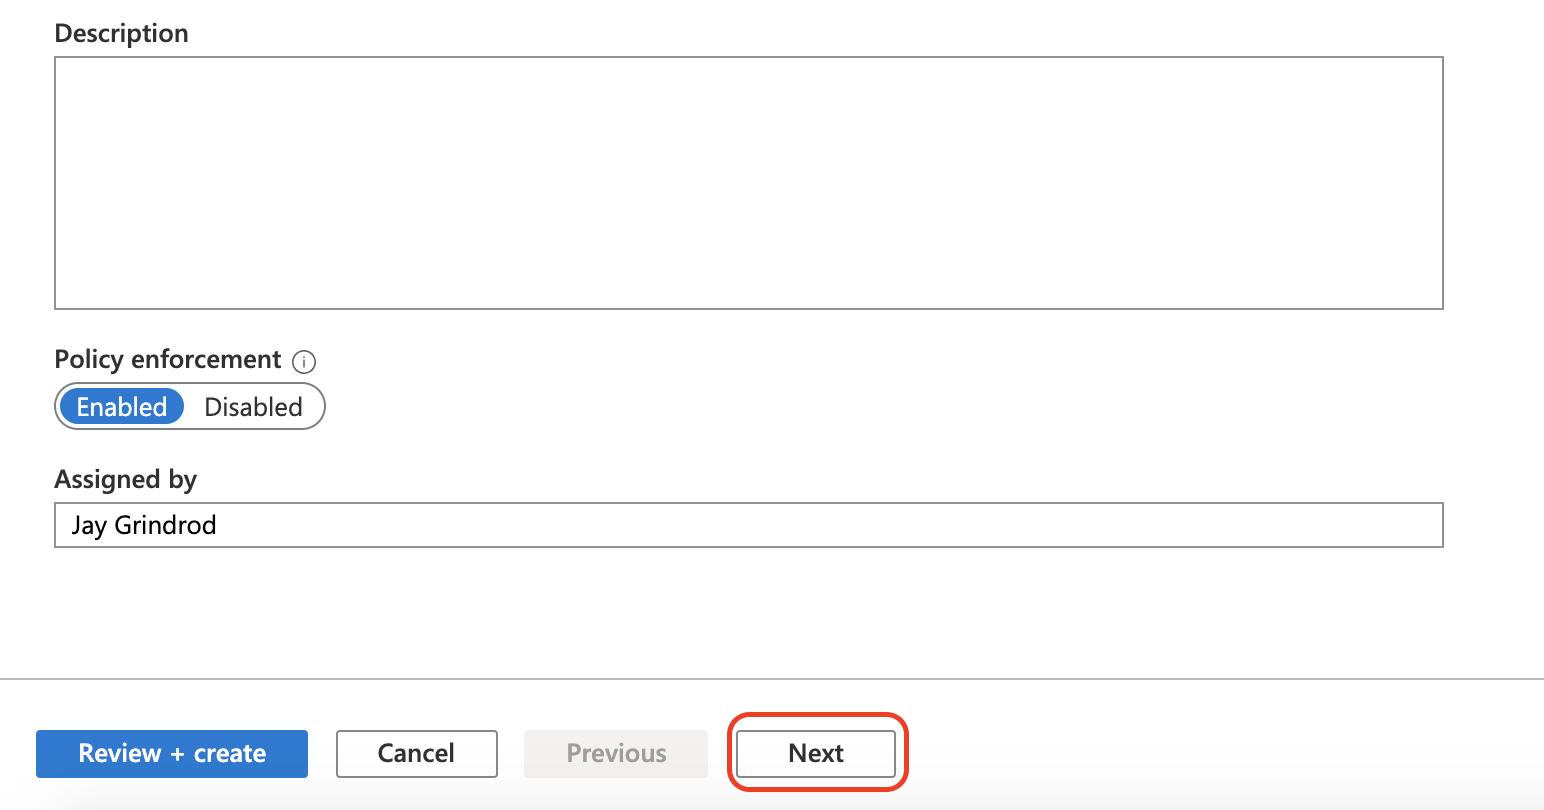 Description
Policy enforcement
Enabled Disabled
Assigned by
Jay Grindrod
Review + create Cancel Previous Next